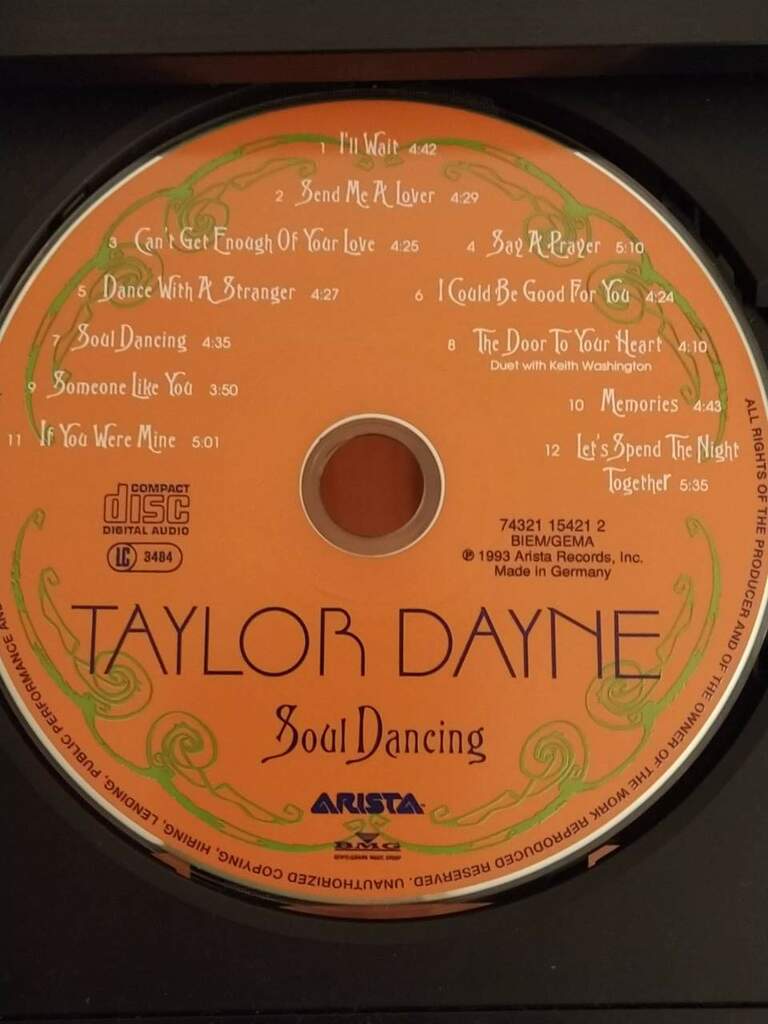 1 I'll Wait 4:42
2 Send Me A Lover 4:29
3 Can't Get Enough Of Your Love 4:25
4 Say A Prayer 5:10
5 Dance With A Stranger 4:27
6 I Could Be Good For You 4:24
7 Soul Dancing 4:35
8 The Door To Your Heart 4:10
Duet with Keith Washington
9 Someone Like You 3:50
10 Memories 4:43
11 If You Were Mine 5:01
12 Let's Spend The Night
Together 5:35
COMPACT
disc
DIGITAL AUDIO
LC 3484
74321 15421 2
BIEM/GEMA
℗ 1993 Arista Records, Inc.
Made in Germany
TAYLOR DAYNE
Soul Dancing
ARISTA
BMG
ALL RIGHTS OF THE PRODUCER AND OF THE OWNER OF THE WORK REPRODUCED RESERVED. UNAUTHORIZED COPYING, HIRING, LENDING, PUBLIC PERFORMANCE AND